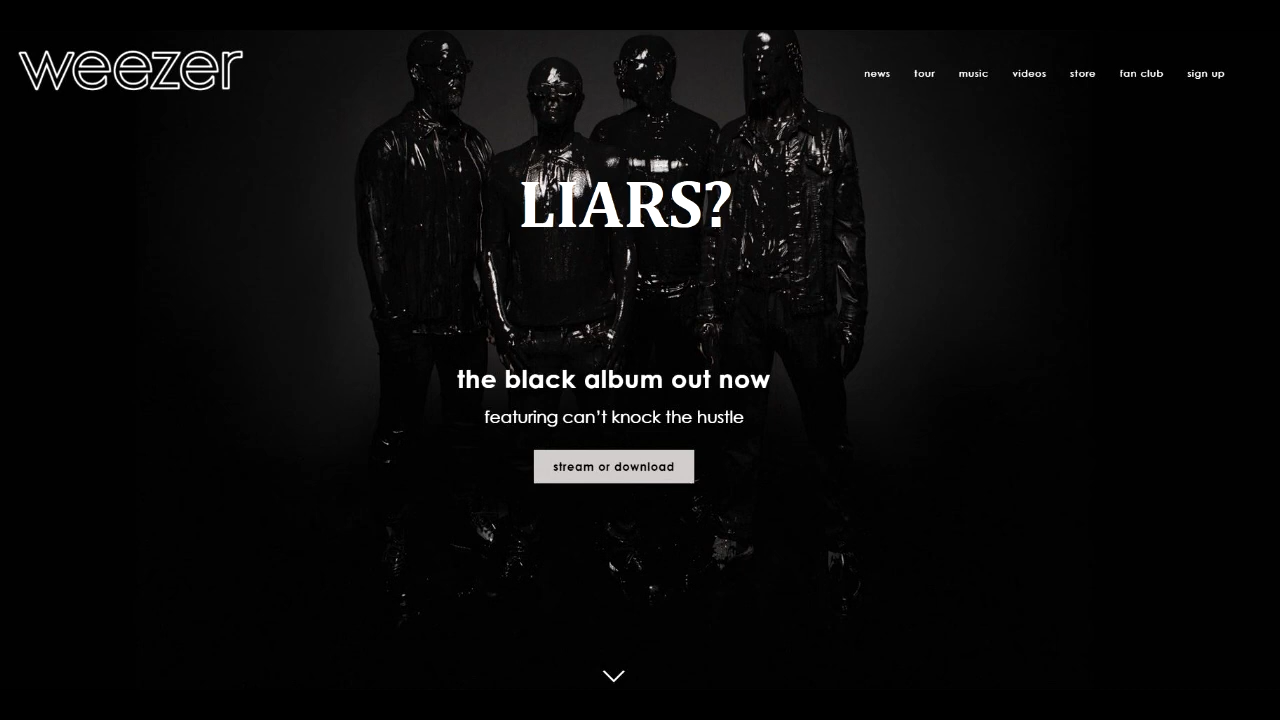 weezer
news tour music videos store fan club sign up
LIARS?
the black album out now
featuring can’t knock the hustle
stream or download